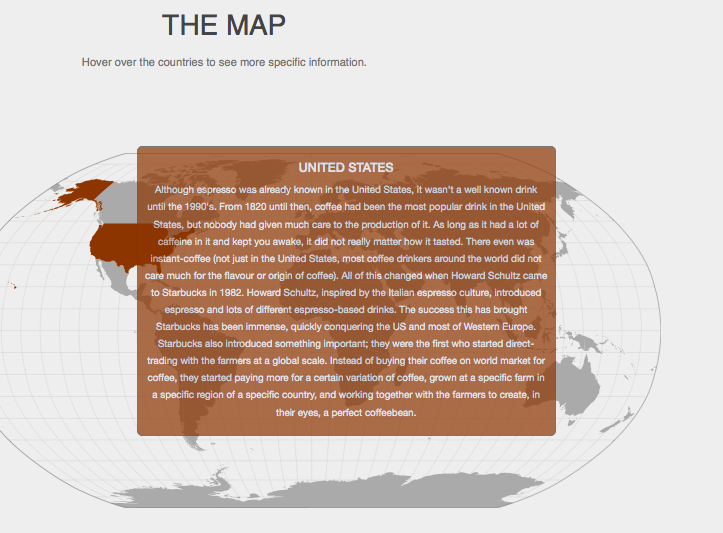 THE MAP
Hover over the countries to see more specific information.
UNITED STATES
Although espresso was already known in the United States, it wasn't a well known drink
until the 1990's. From 1820 until then, coffee had been the most popular drink in the United
States, but nobody had given much care to the production of it. As long as it had a lot of
caffeine in it and kept you awake, it did not really matter how it tasted. There even was
instant-coffee (not just in the United States, most coffee drinkers around the world did not
care much for the flavour or origin of coffee). All of this changed when Howard Schultz came
to Starbucks in 1982. Howard Schultz, inspired by the Italian espresso culture, introduced
espresso and lots of different espresso-based drinks. The success this has brought
Starbucks has been immense, quickly conquering the US and most of Western Europe.
Starbucks also introduced something important; they were the first who started direct-
trading with the farmers at a global scale. Instead of buying their coffee on world market for
coffee, they started paying more for a certain variation of coffee, grown at a specific farm in
a specific region of a specific country, and working together with the farmers to create, in
their eyes, a perfect coffeebean.